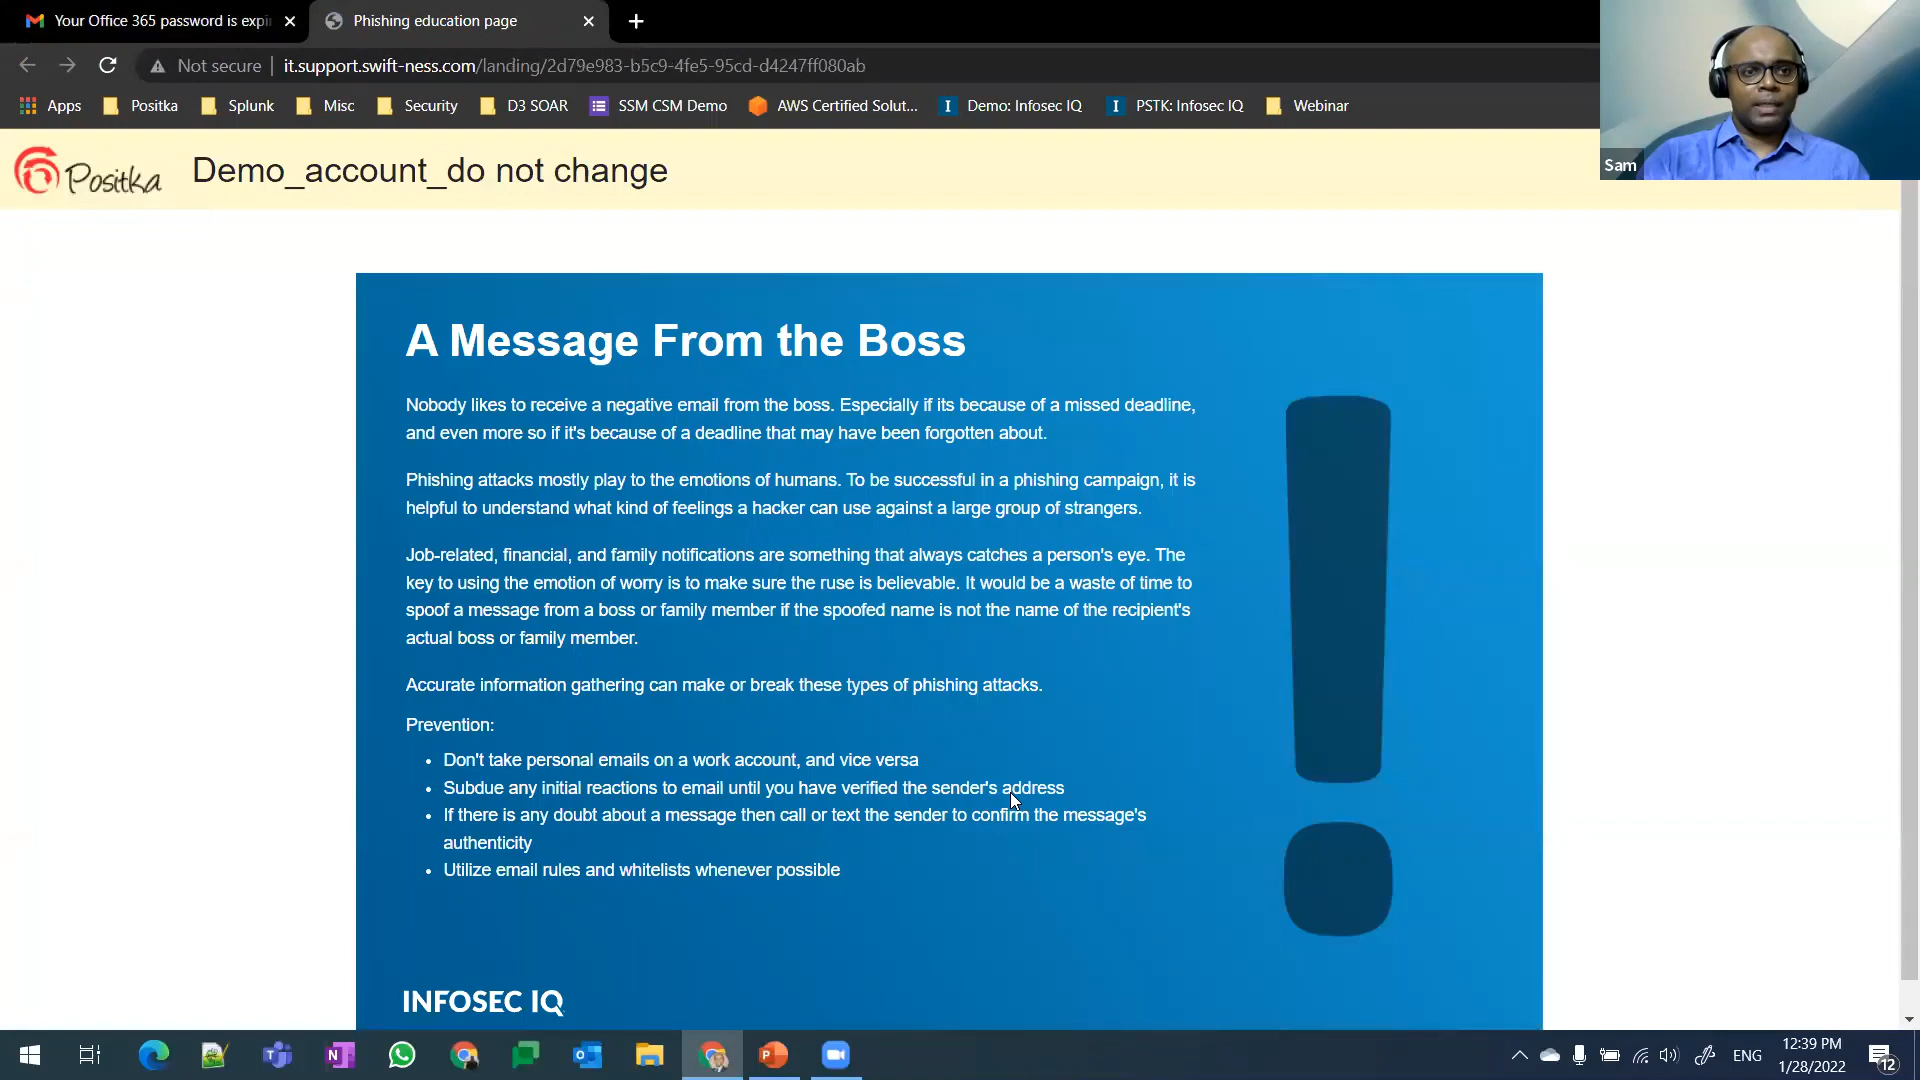 Your Office 365 password is expi
Phishing education page
Not secure
it.support.swift-ness.com/landing/2d79e983-b5c9-4fe5-95cd-d4247ff080ab
Apps
Positka
Splunk
Misc
Security
D3 SOAR
SSM CSM Demo
AWS Certified Solut...
Demo: Infosec IQ
PSTK: Infosec IQ
Webinar
Sam
Positka
Demo_account_do not change
A Message From the Boss
Nobody likes to receive a negative email from the boss. Especially if its because of a missed deadline,
and even more so if it's because of a deadline that may have been forgotten about.
Phishing attacks mostly play to the emotions of humans. To be successful in a phishing campaign, it is
helpful to understand what kind of feelings a hacker can use against a large group of strangers.
Job-related, financial, and family notifications are something that always catches a person's eye. The
key to using the emotion of worry is to make sure the ruse is believable. It would be a waste of time to
spoof a message from a boss or family member if the spoofed name is not the name of the recipient's
actual boss or family member.
Accurate information gathering can make or break these types of phishing attacks.
Prevention:
• Don't take personal emails on a work account, and vice versa
• Subdue any initial reactions to email until you have verified the sender's address
• If there is any doubt about a message then call or text the sender to confirm the message's
authenticity
• Utilize email rules and whitelists whenever possible
INFOSEC IQ
ENG
12:39 PM
1/28/2022
12